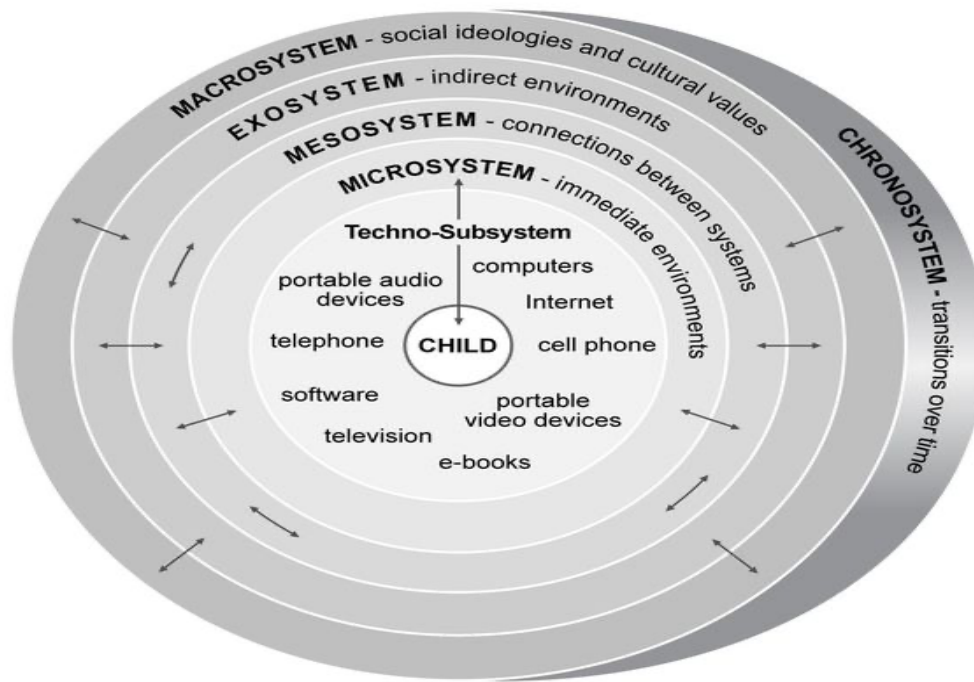 MACROSYSTEM - social ideologies and cultural values
EXOSYSTEM - indirect environments
MESOSYSTEM - connections between systems
MICROSYSTEM - immediate environments
CHRONOSYSTEM - transitions over time
Techno-Subsystem
computers
portable audio
devices
Internet
telephone
CHILD
cell phone
software
portable
video devices
television
e-books